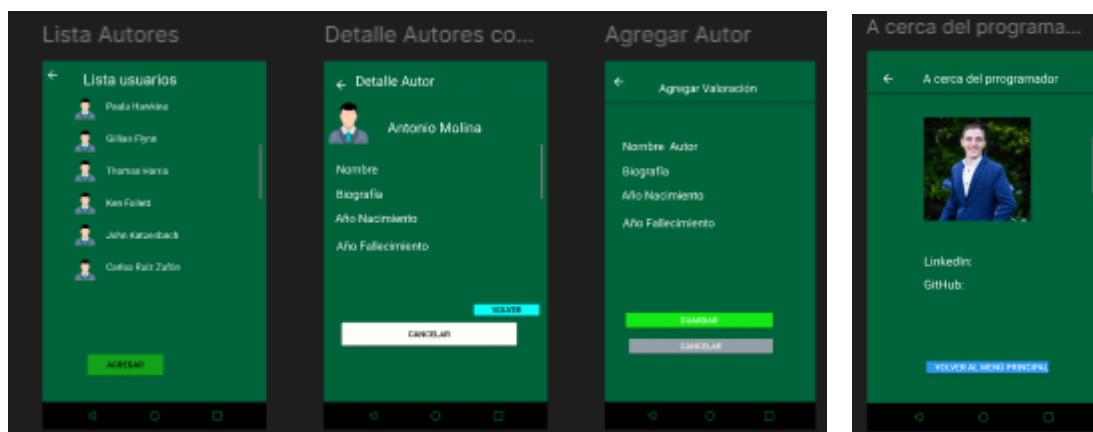 Lista Autores
Lista usuarios
Paula Hawkins
Gillian Flynn
Thomas Harris
Ken Follett
John Katzenbach
Carlos Ruíz Zafón
AGREGAR
Detalle Autores co...
Detalle Autor
Antonio Molina
Nombre
Biografía
Año Nacimiento
Año Fallecimiento
VOLVER
CANCELAR
Agregar Autor
Agregar Valoración
Nombre Autor
Biografía
Año Nacimiento
Año Fallecimiento
GUARDAR
CANCELAR
A cerca del programa...
A cerca del prrogramador
LinkedIn:
GitHub:
VOLVER AL MENÚ PRINCIPAL